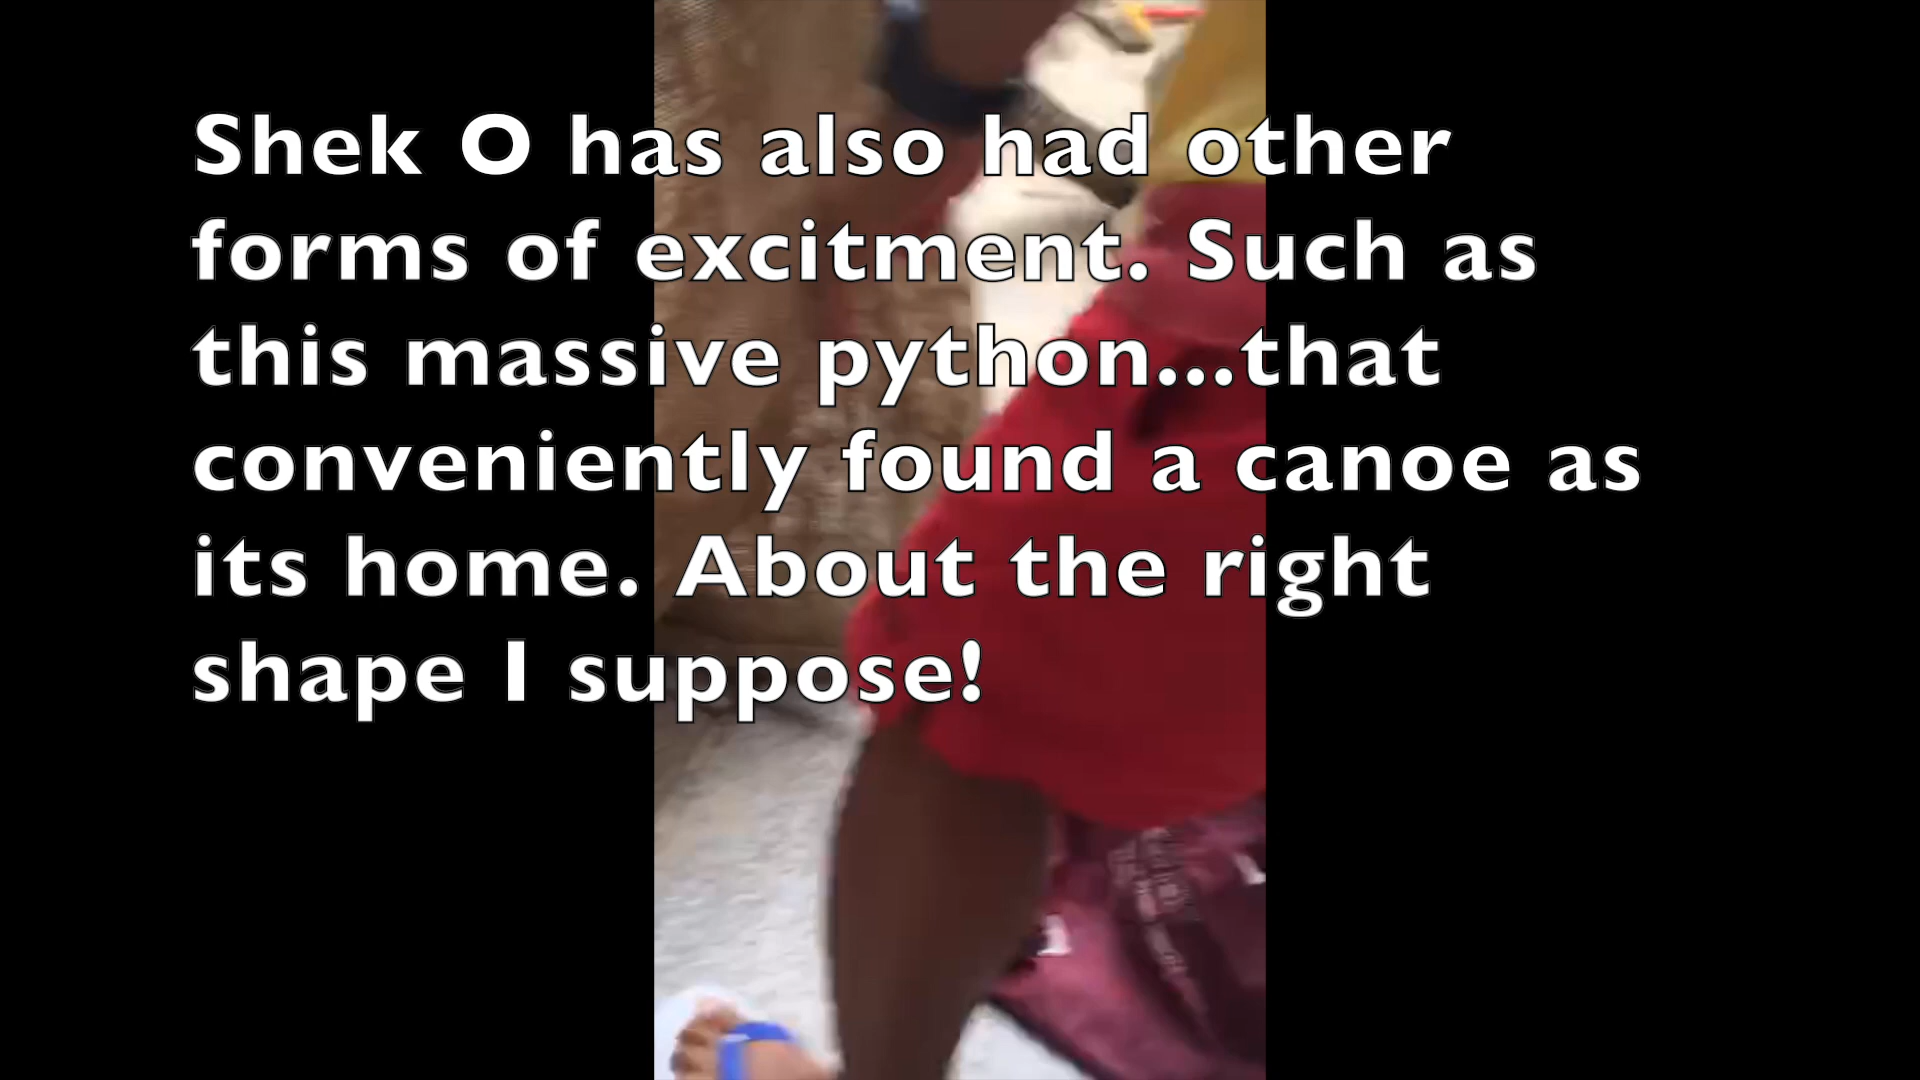 Shek O has also had other
forms of excitment. Such as
this massive python...that
conveniently found a canoe as
its home. About the right
shape I suppose!